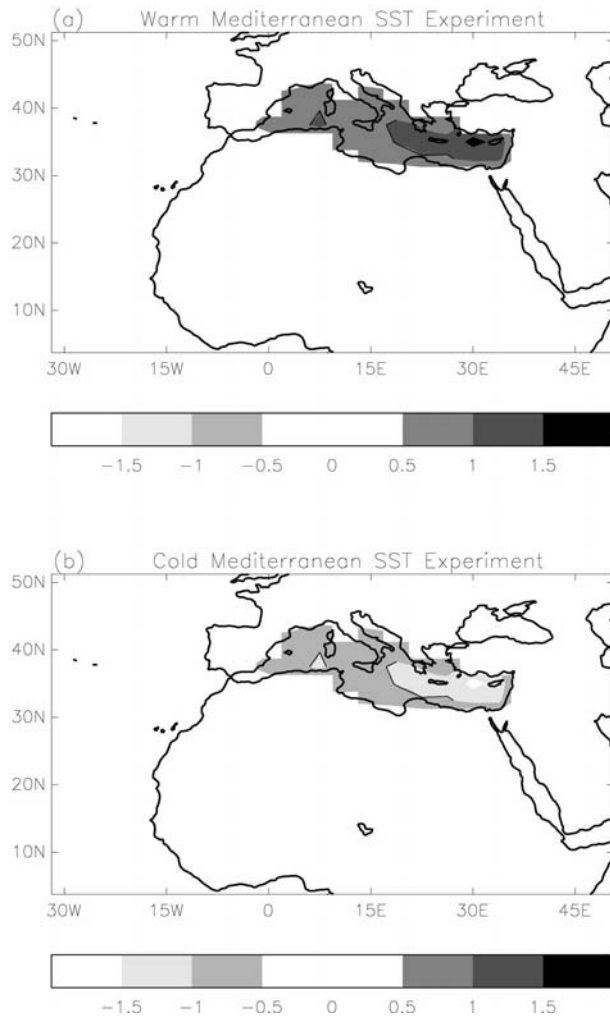 (a) Warm Mediterranean SST Experiment
50N
40N
30N
20N
10N
30W 15W 0 15E 30E 45E
−1.5 −1 −0.5 0 0.5 1 1.5
(b) Cold Mediterranean SST Experiment
50N
40N
30N
20N
10N
30W 15W 0 15E 30E 45E
−1.5 −1 −0.5 0 0.5 1 1.5